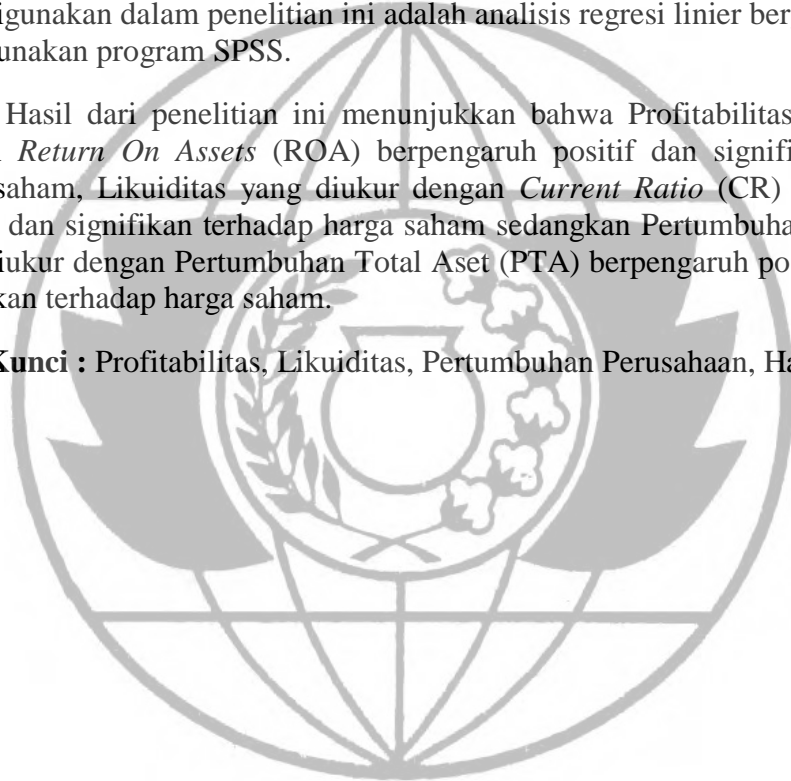 igunakan dalam penelitian ini adalah analisis regresi linier ber
unakan program SPSS.
Hasil dari penelitian ini menunjukkan bahwa Profitabilitas
Return On Assets (ROA) berpengaruh positif dan signifi
saham, Likuiditas yang diukur dengan Current Ratio (CR)
dan signifikan terhadap harga saham sedangkan Pertumbuha
iukur dengan Pertumbuhan Total Aset (PTA) berpengaruh po
kan terhadap harga saham.
Kunci : Profitabilitas, Likuiditas, Pertumbuhan Perusahaan, Ha